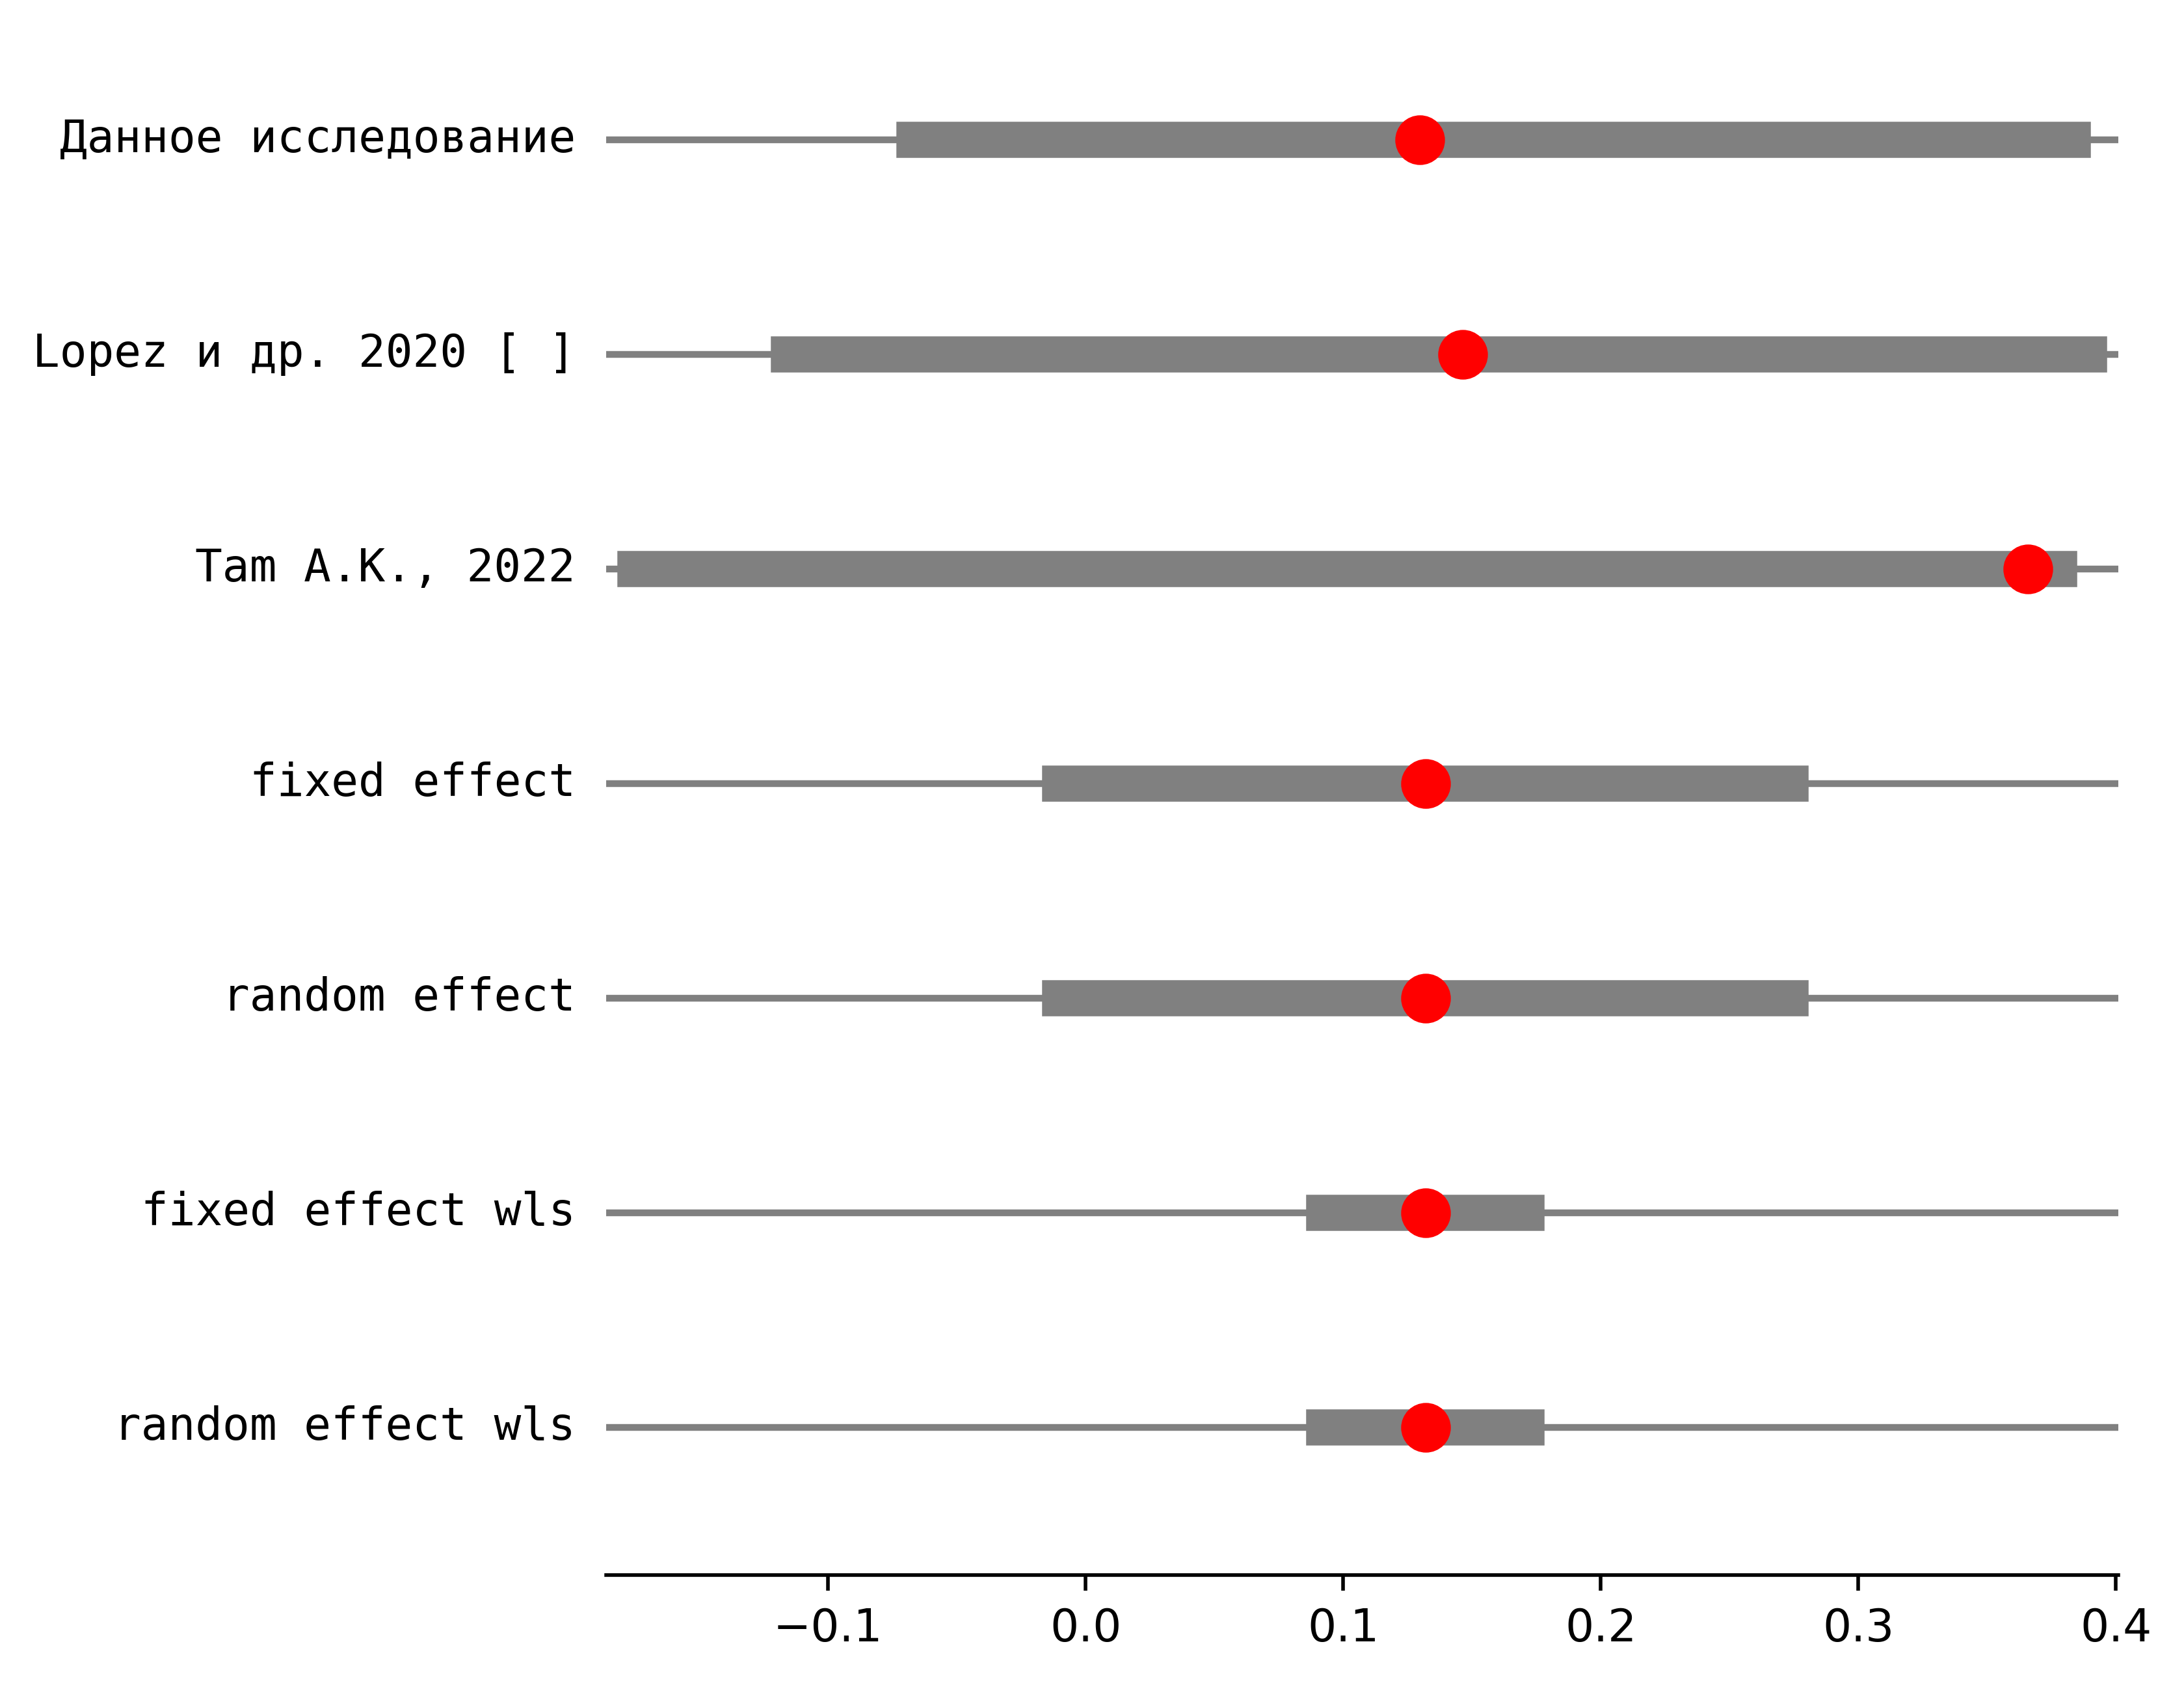 Данное исследование
Lopez и др. 2020 [ ]
Tam A.K., 2022
fixed effect
random effect
fixed effect wls
random effect wls
−0.1 0.0 0.1 0.2 0.3 0.4